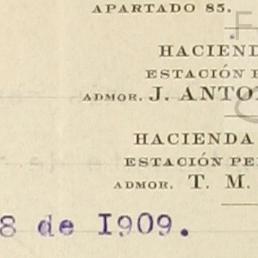 APARTADO 85.
HACIEND
ESTACIÓN P
ADMOR. J. ANTO
HACIENDA
ESTACIÓN PE
ADMOR. T. M.
8 de 1909.